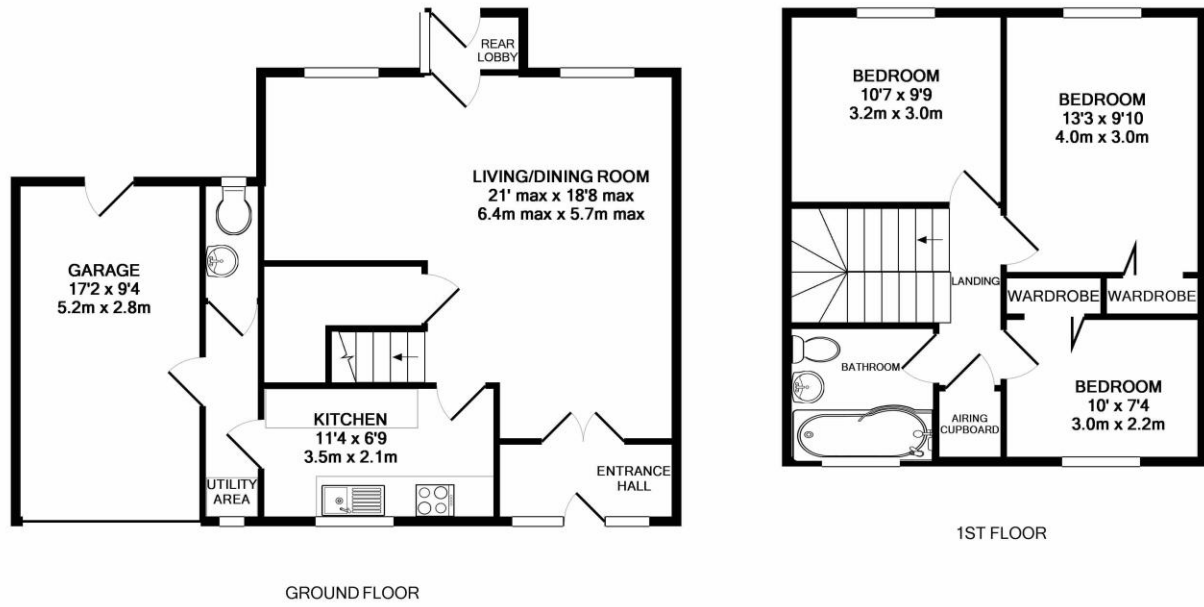 REAR
LOBBY
LIVING/DINING ROOM
21' max x 18'8 max
6.4m max x 5.7m max
GARAGE
17'2 x 9'4
5.2m x 2.8m
KITCHEN
11'4 x 6'9
3.5m x 2.1m
UTILITY
AREA
ENTRANCE
HALL
GROUND FLOOR
BEDROOM
10'7 x 9'9
3.2m x 3.0m
BEDROOM
13'3 x 9'10
4.0m x 3.0m
LANDING
WARDROBE
WARDROBE
BATHROOM
AIRING
CUPBOARD
BEDROOM
10' x 7'4
3.0m x 2.2m
1ST FLOOR